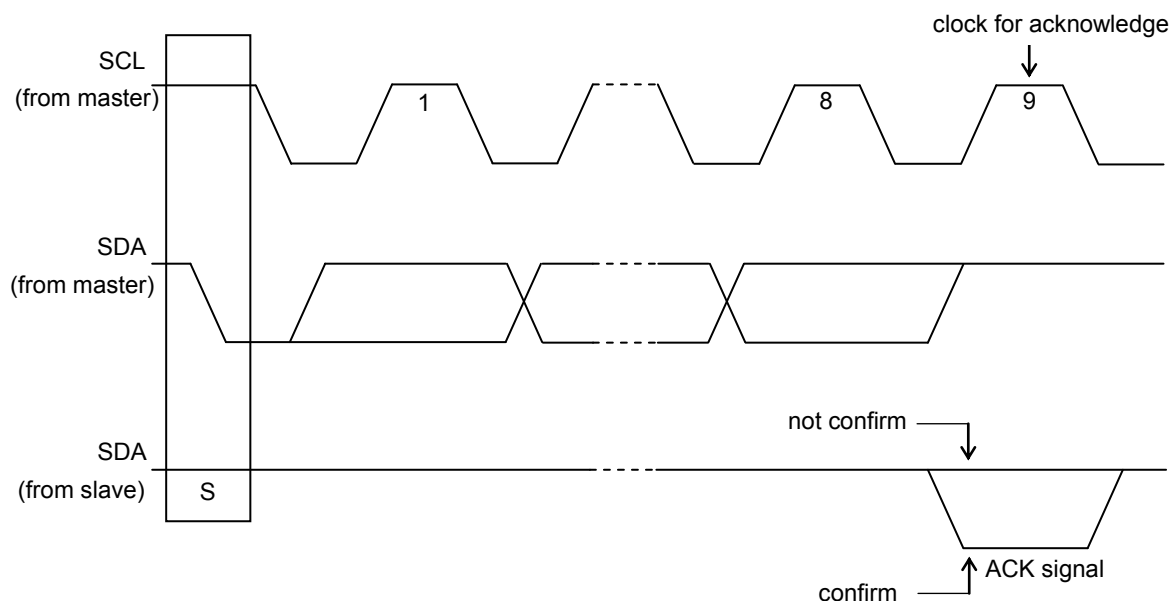 clock for acknowledge
SCL
(from master)
1
8
9
SDA
(from master)
not confirm
SDA
(from slave)
S
ACK signal
confirm